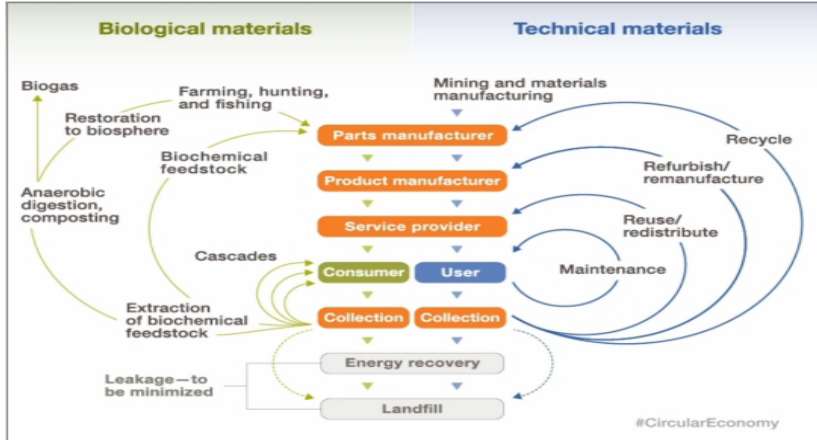 Biological materials
Technical materials
Biogas
Farming, hunting,
and fishing
Mining and materials
manufacturing
Restoration
to biosphere
Parts manufacturer
Recycle
Biochemical
feedstock
Refurbish/
remanufacture
Product manufacturer
Anaerobic
digestion,
composting
Reuse/
redistribute
Service provider
Cascades
Consumer
User
Maintenance
Extraction
of biochemical
feedstock
Collection
Collection
Energy recovery
Leakage—to
be minimized
Landfill
#CircularEconomy